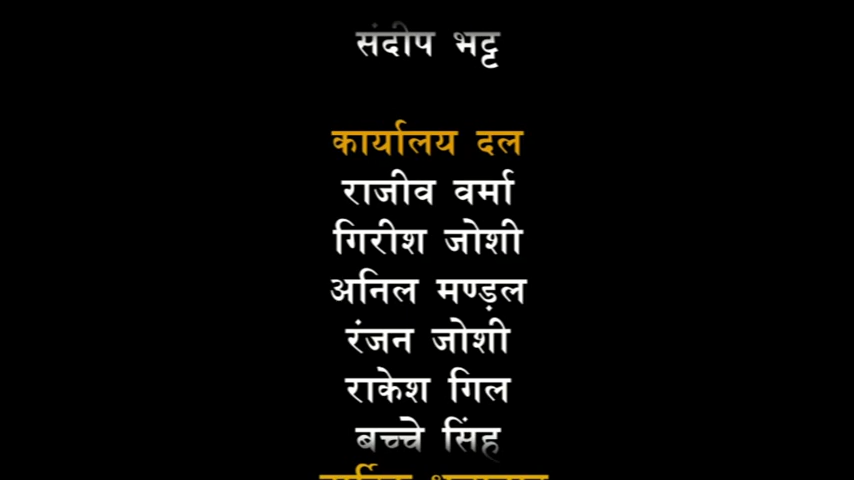 संदीप भट्ट
कार्यालय दल
राजीव वर्मा
गिरीश जोशी
अनिल मण्ड़ल
रंजन जोशी
राकेश गिल
बच्चे सिंह